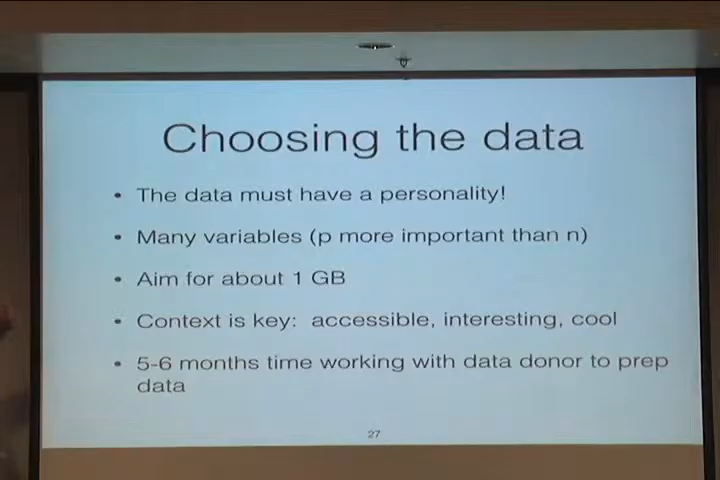 Choosing the data
• The data must have a personality!
• Many variables (p more important than n)
• Aim for about 1 GB
• Context is key: accessible, interesting, cool
• 5-6 months time working with data donor to prep
data
27